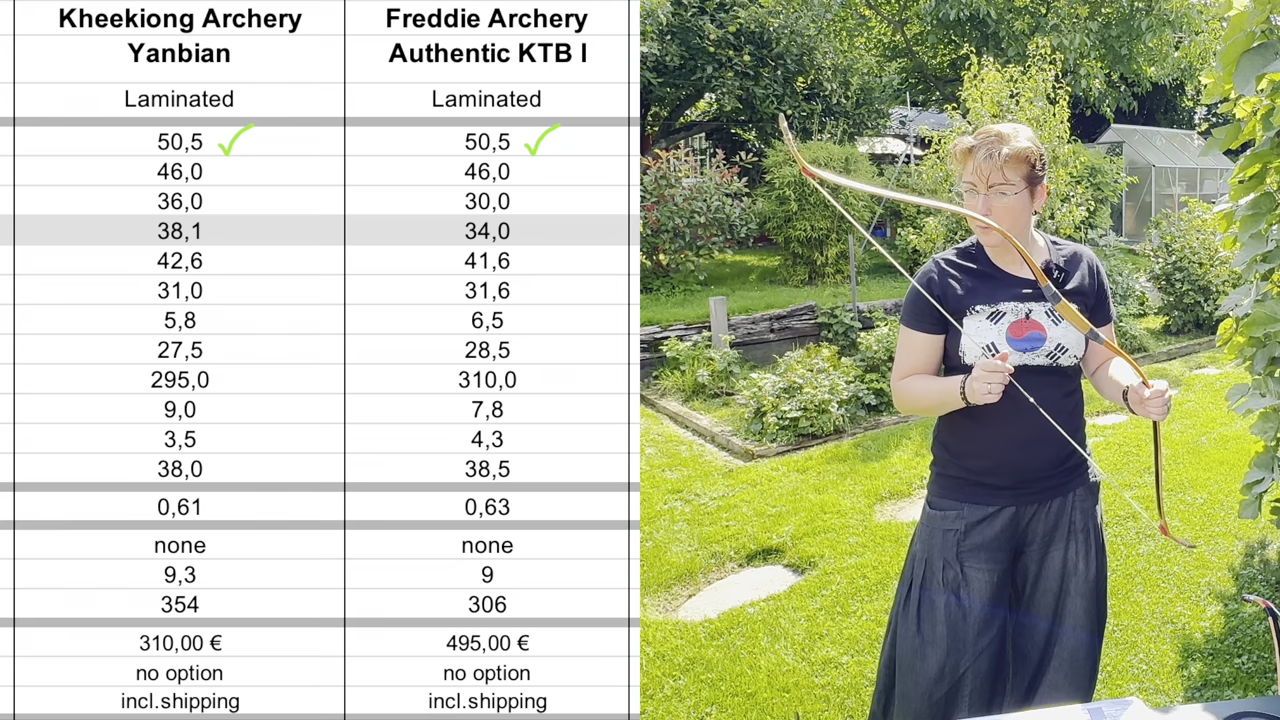 Kheekiong Archery Freddie Archery
Yanbian Authentic KTB I
Laminated Laminated
50,5 50,5
46,0 46,0
36,0 30,0
38,1 34,0
42,6 41,6
31,0 31,6
5,8 6,5
27,5 28,5
295,0 310,0
9,0 7,8
3,5 4,3
38,0 38,5
0,61 0,63
none none
9,3 9
354 306
310,00 € 495,00 €
no option no option
incl.shipping incl.shipping